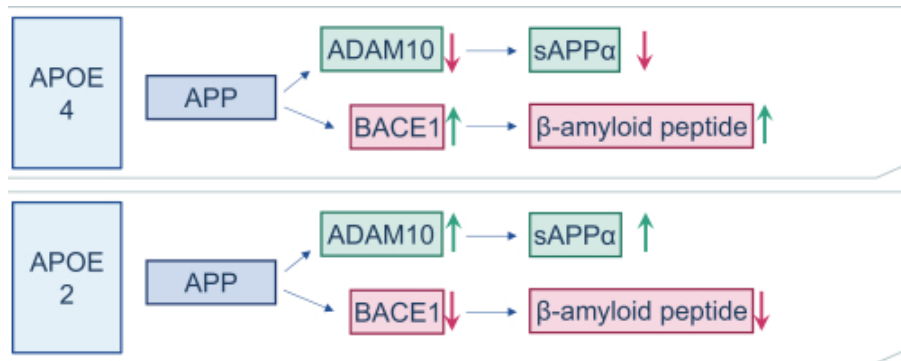 APOE
4
APP
ADAM10
sAPPα
BACE1
β-amyloid peptide
APOE
2
APP
ADAM10
sAPPα
BACE1
β-amyloid peptide